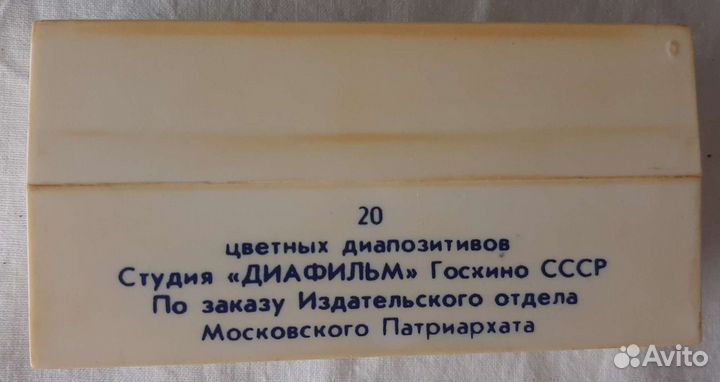 20
цветных диапозитивов
Студия «ДИАФИЛЬМ» Госкино СССР
По заказу Издательского отдела
Московского Патриархата
Avito